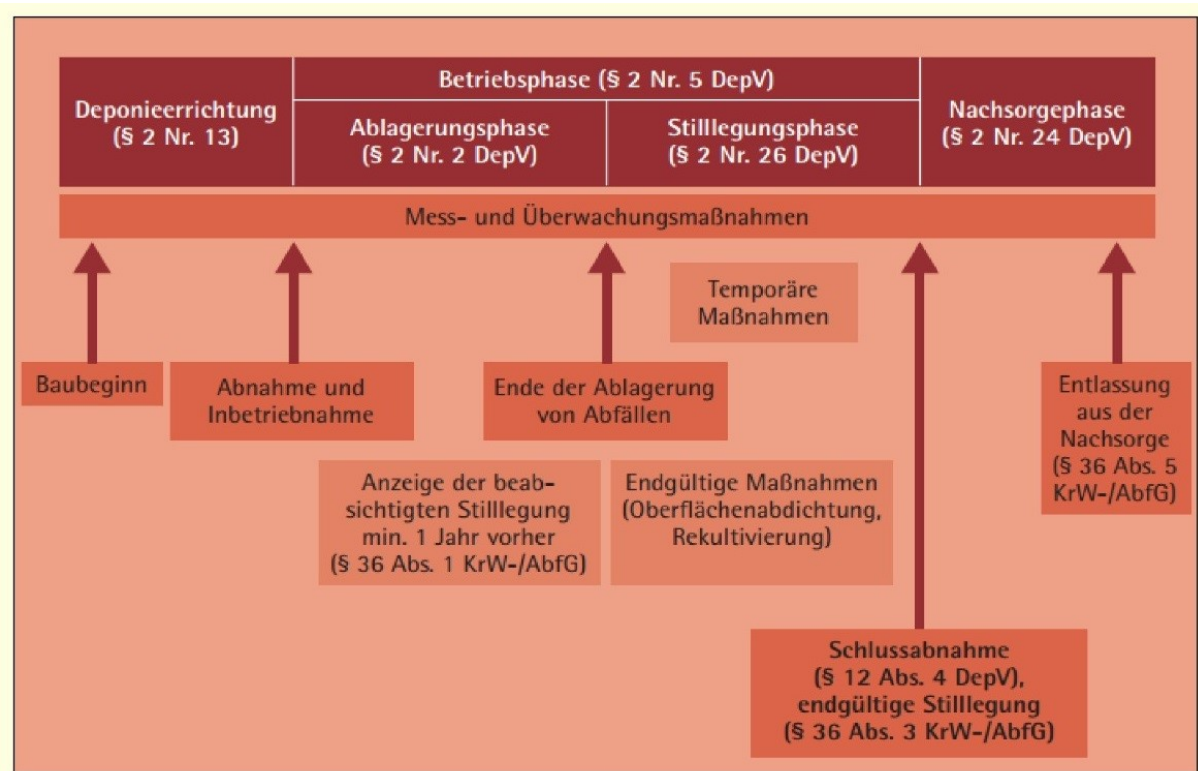 Deponieerrichtung
(§ 2 Nr. 13)
Betriebsphase (§ 2 Nr. 5 DepV)
Ablagerungsphase
(§ 2 Nr. 2 DepV)
Stilllegungsphase
(§ 2 Nr. 26 DepV)
Nachsorgephase
(§ 2 Nr. 24 DepV)
Mess- und Überwachungsmaßnahmen
Temporäre
Maßnahmen
Baubeginn
Abnahme und
Inbetriebnahme
Ende der Ablagerung
von Abfällen
Entlassung
aus der
Nachsorge
(§ 36 Abs. 5
KrW-/AbfG)
Anzeige der beab-
sichtigten Stilllegung
min. 1 Jahr vorher
(§ 36 Abs. 1 KrW-/AbfG)
Endgültige Maßnahmen
(Oberflächenabdichtung,
Rekultivierung)
Schlussabnahme
(§ 12 Abs. 4 DepV),
endgültige Stilllegung
(§ 36 Abs. 3 KrW-/AbfG)